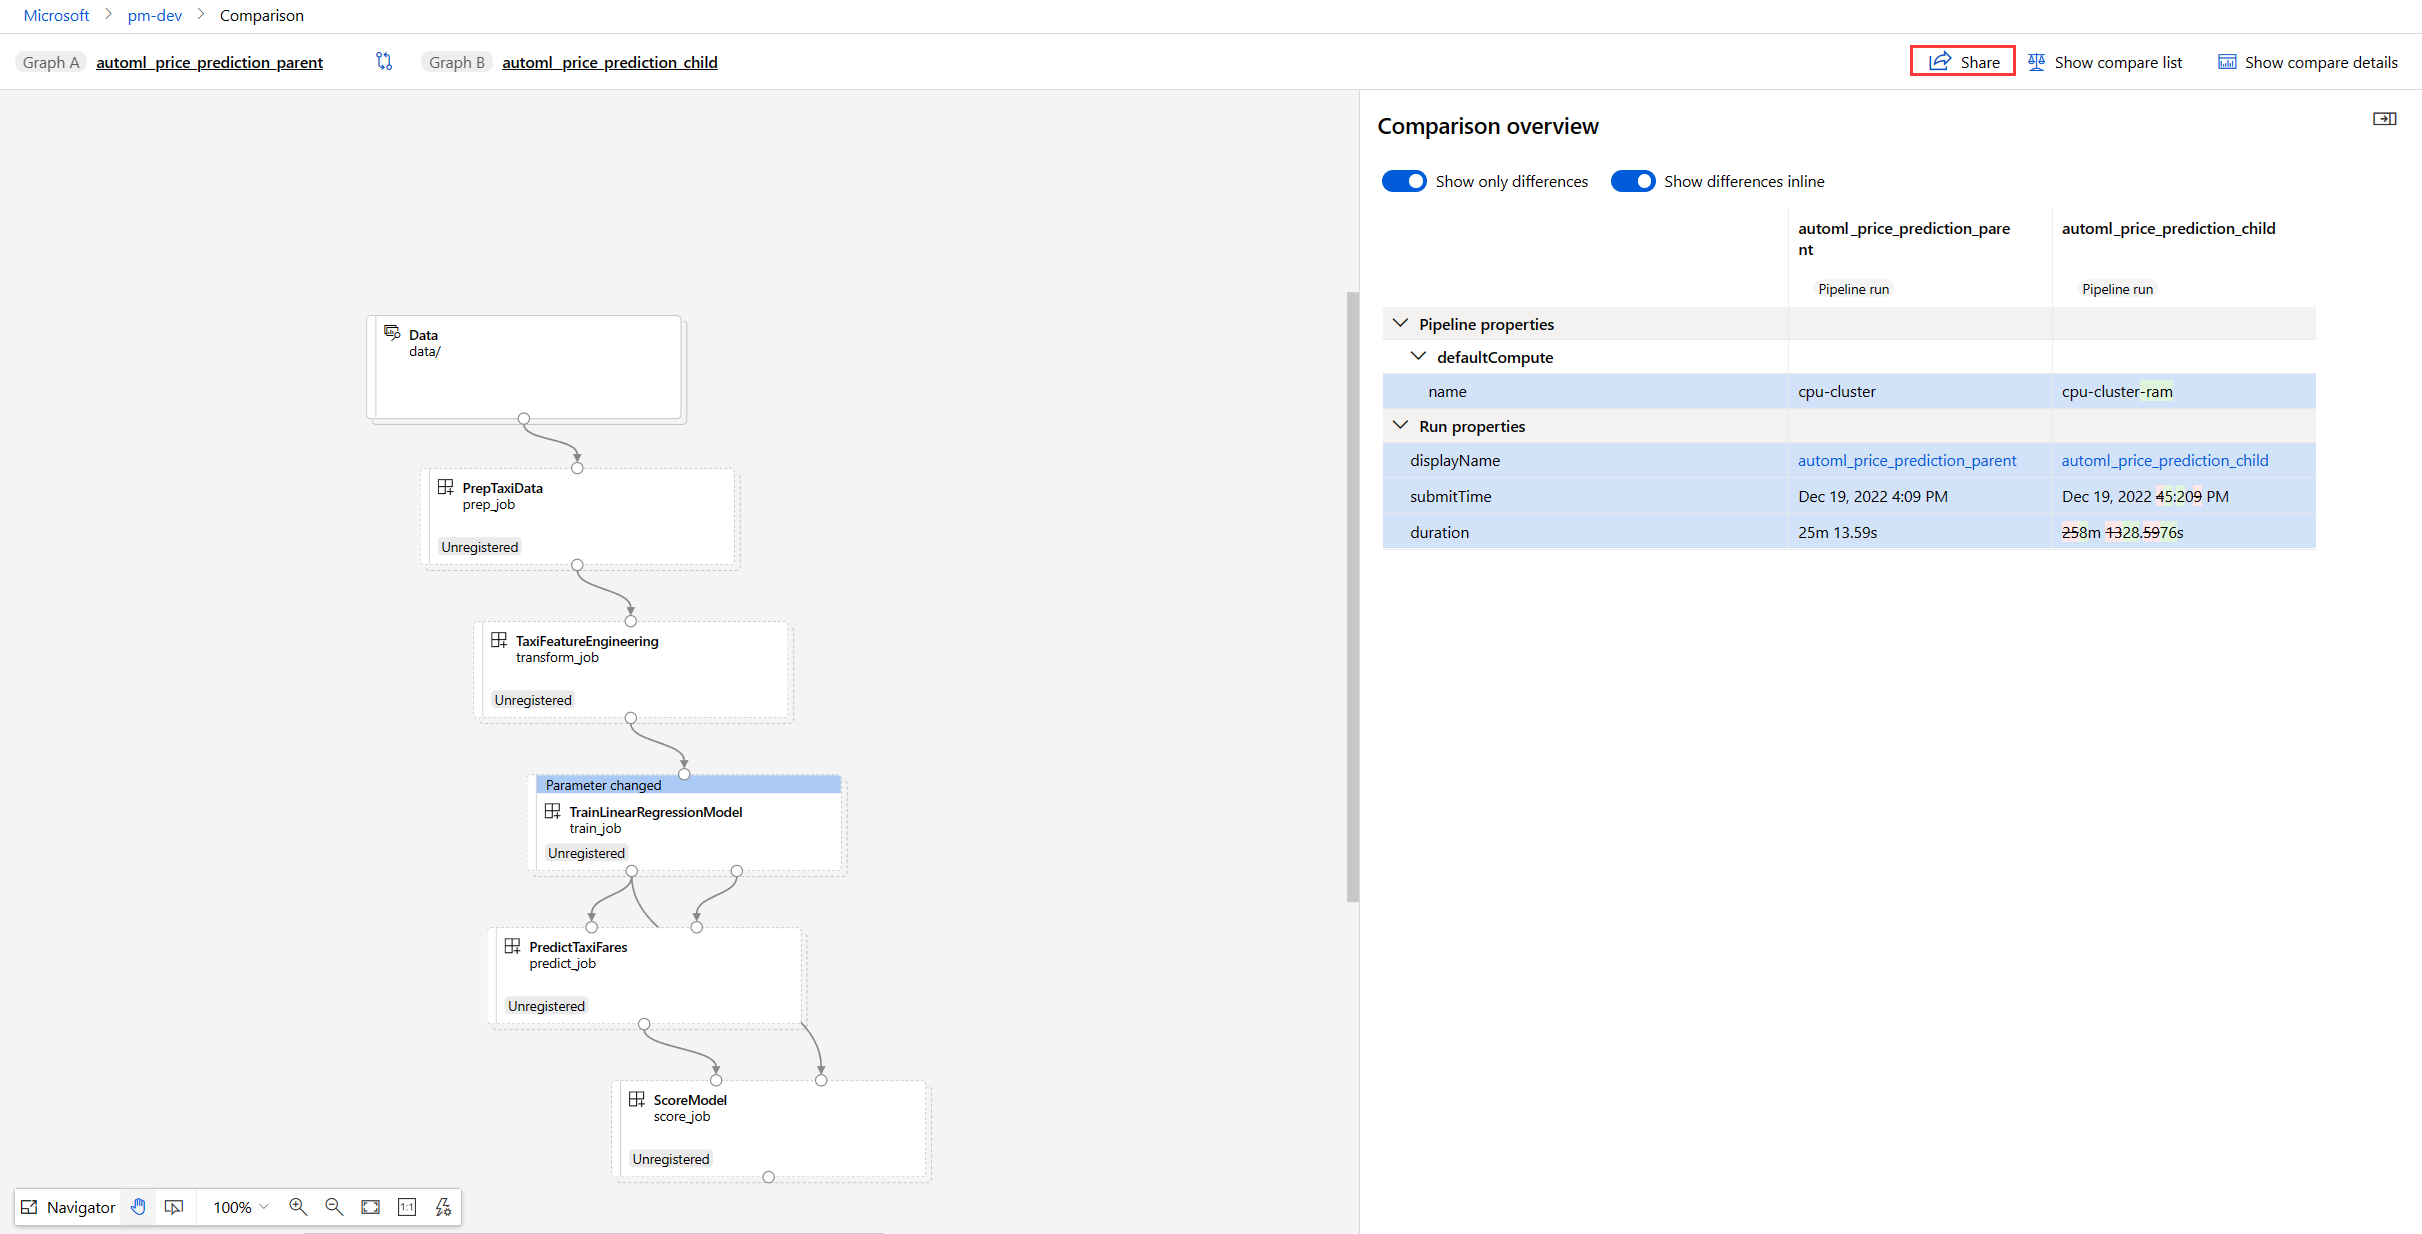 Microsoft > pm-dev > Comparison
Graph A automl_price_prediction_parent Graph B automl_price_prediction_child Share Show compare list Show compare details
Comparison overview
Show only differences Show differences inline
automl_price_prediction_pare
nt
automl_price_prediction_child
Pipeline run Pipeline run
Pipeline properties
defaultCompute
name cpu-cluster cpu-cluster-ram
Run properties
displayName automl_price_prediction_parent automl_price_prediction_child
submitTime Dec 19, 2022 4:09 PM Dec 19, 2022 45:209 PM
duration 25m 13.59s 258m 1328.5976s
Data
data/
PrepTaxiData
prep_job
Unregistered
TaxiFeatureEngineering
transform_job
Unregistered
Parameter changed
TrainLinearRegressionModel
train_job
Unregistered
PredictTaxiFares
predict_job
Unregistered
ScoreModel
score_job
Unregistered
Navigator 100% 1:1